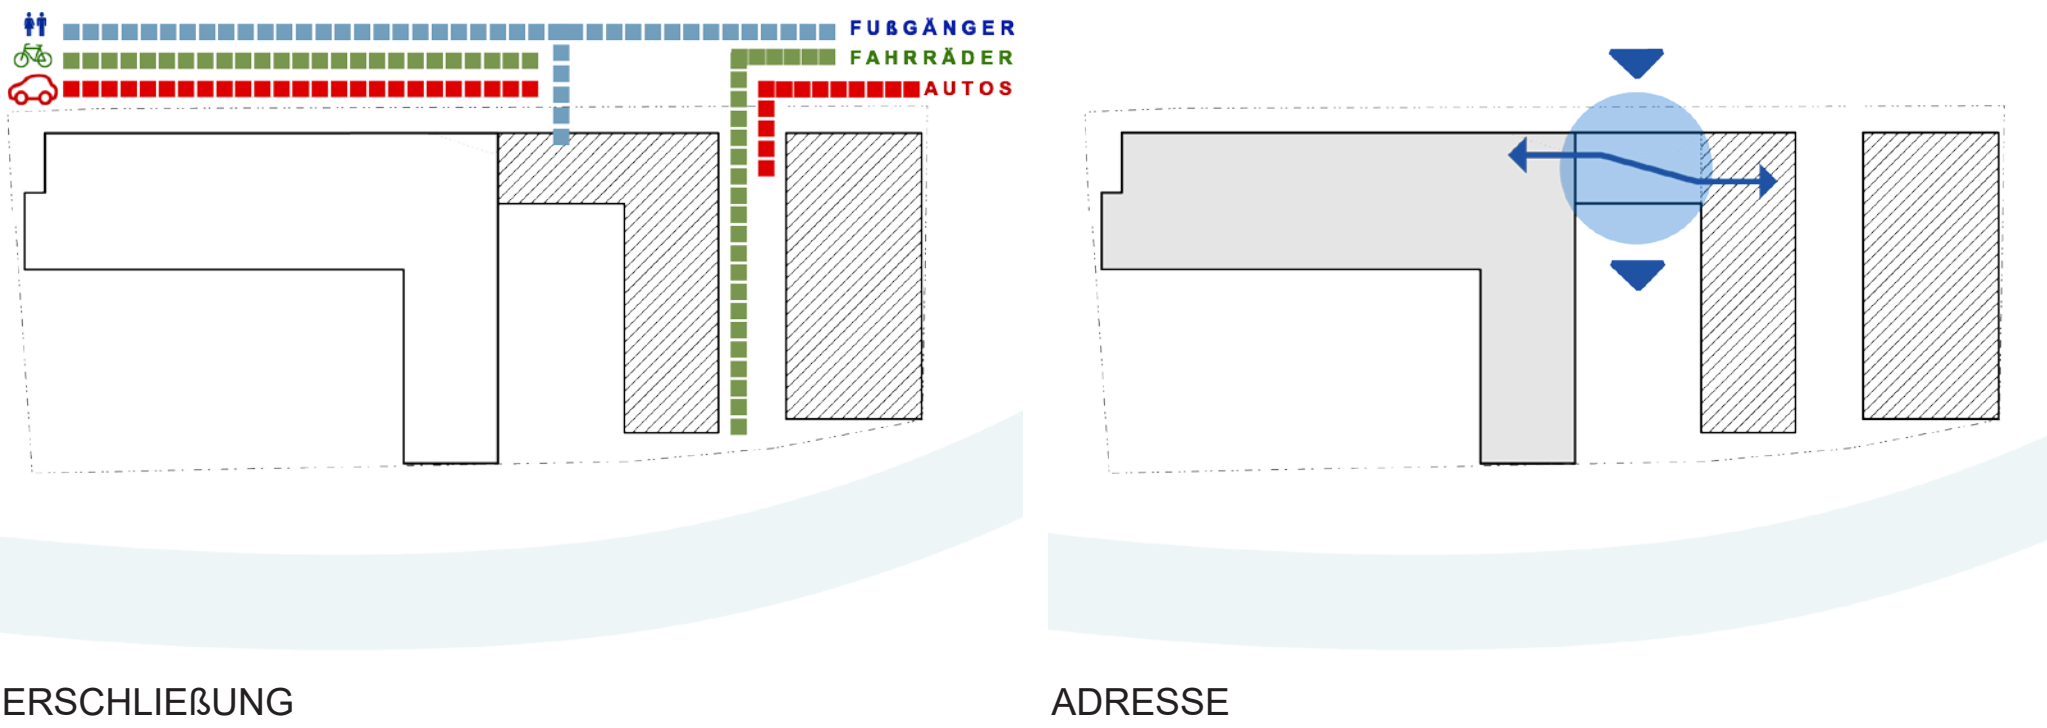 FUßGÄNGER
FAHRRÄDER
AUTOS
ERSCHLIEßUNG
ADRESSE